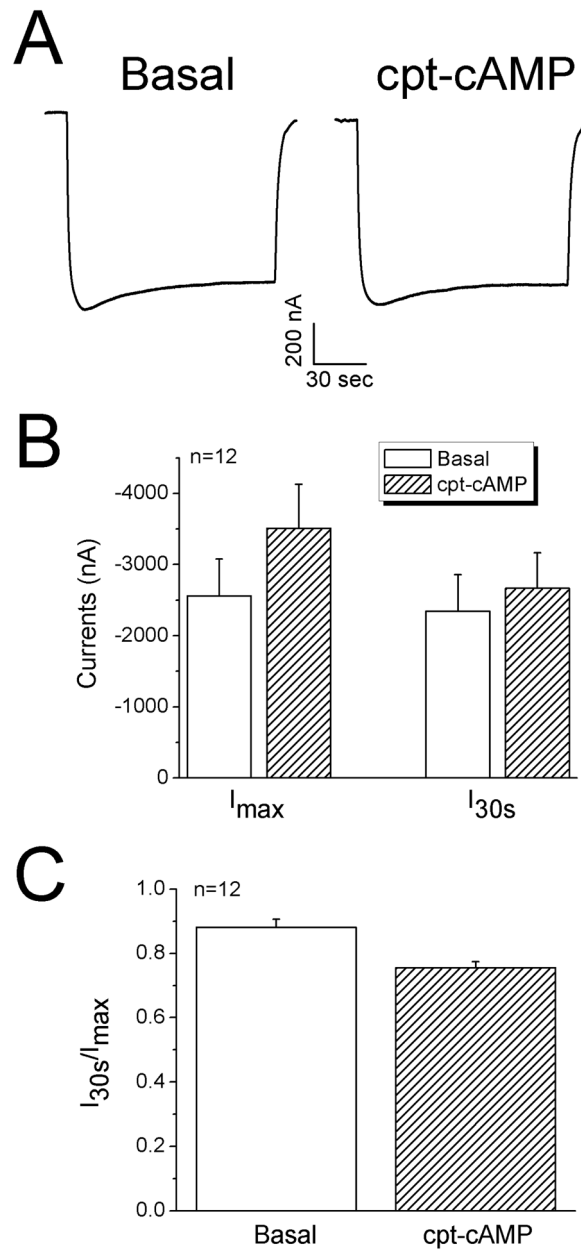 A
Basal
cpt-cAMP
200 nA
30 sec
B
n=12
Basal
cpt-cAMP
-4000
-3000
-2000
-1000
0
Currents (nA)
Imax
I30s
C
n=12
1.0
0.8
0.6
0.4
0.2
0.0
I30s/Imax
Basal
cpt-cAMP